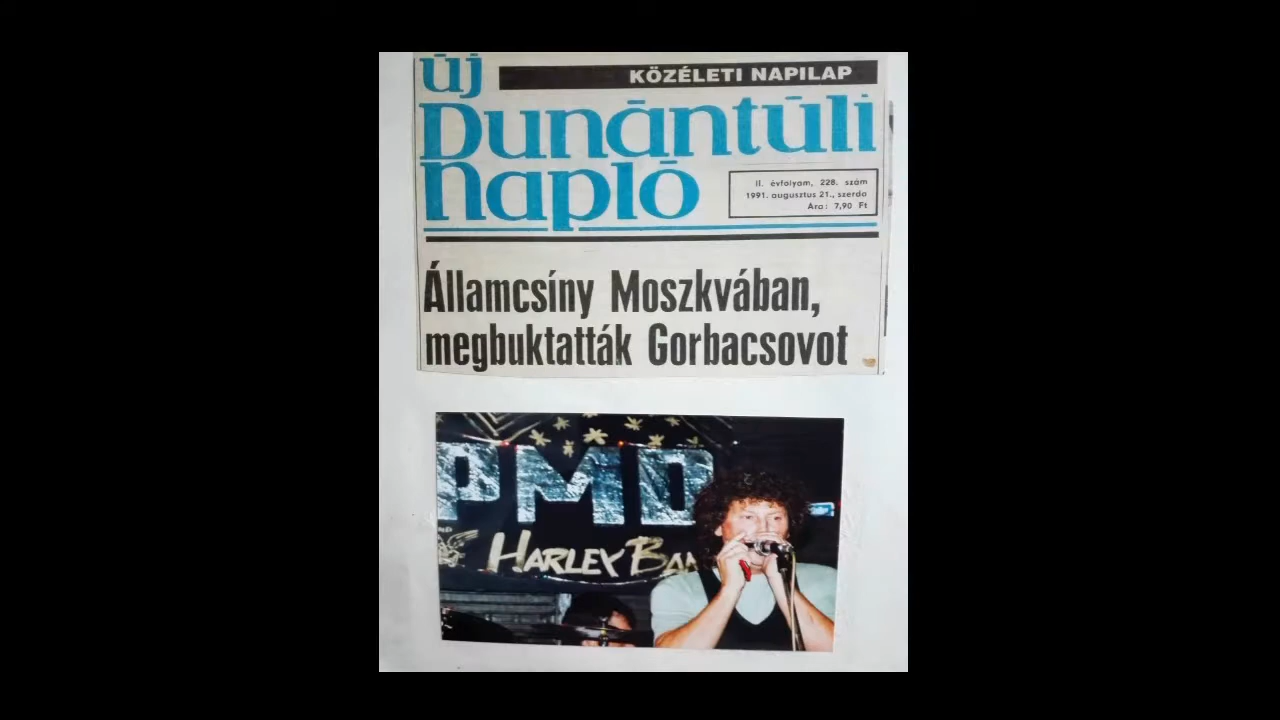 új
KÖZÉLETI NAPILAP
Dunántúli
Napló
II. évfolyam, 228. szám
1991. augusztus 21., szerda
Ára: 7,90 Ft
Államcsíny Moszkvában,
megbuktatták Gorbacsovot
PMD
HARLEY